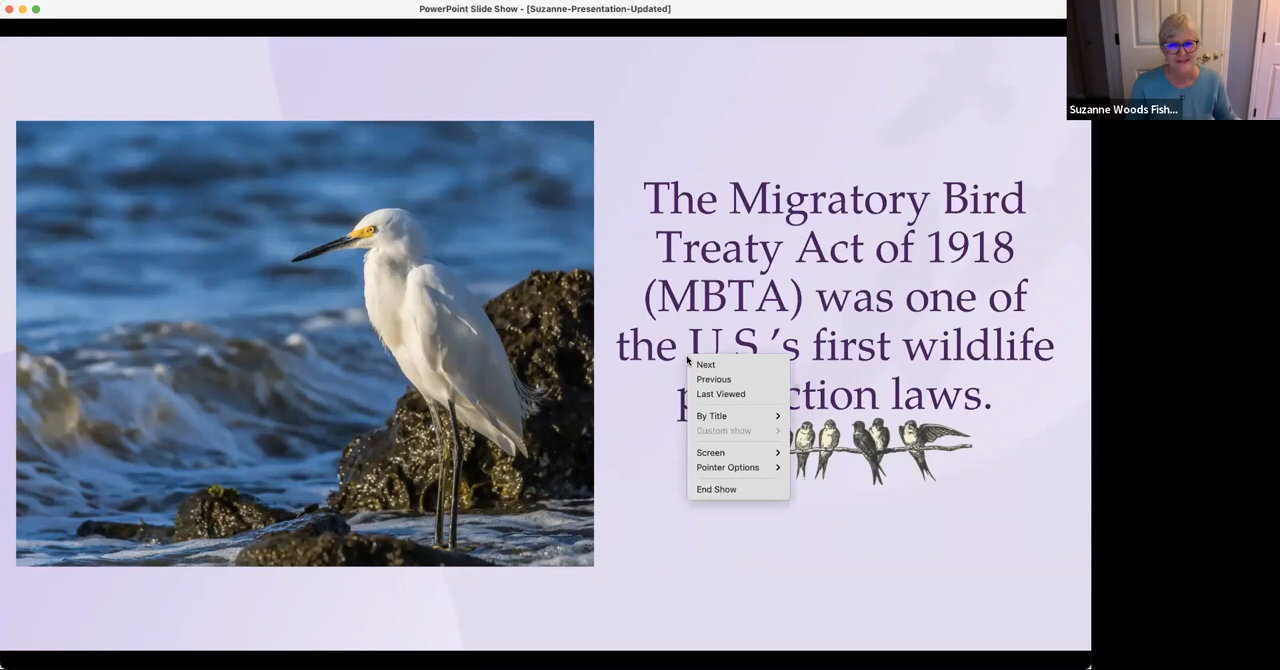 PowerPoint Slide Show - [Suzanne-Presentation-Updated]
Suzanne Woods Fish...
The Migratory Bird
Treaty Act of 1918
(MBTA) was one of
the U.S.'s first wildlife
ction laws.
Next
Previous
Last Viewed
By Title
Custom show
Screen
Pointer Options
End Show